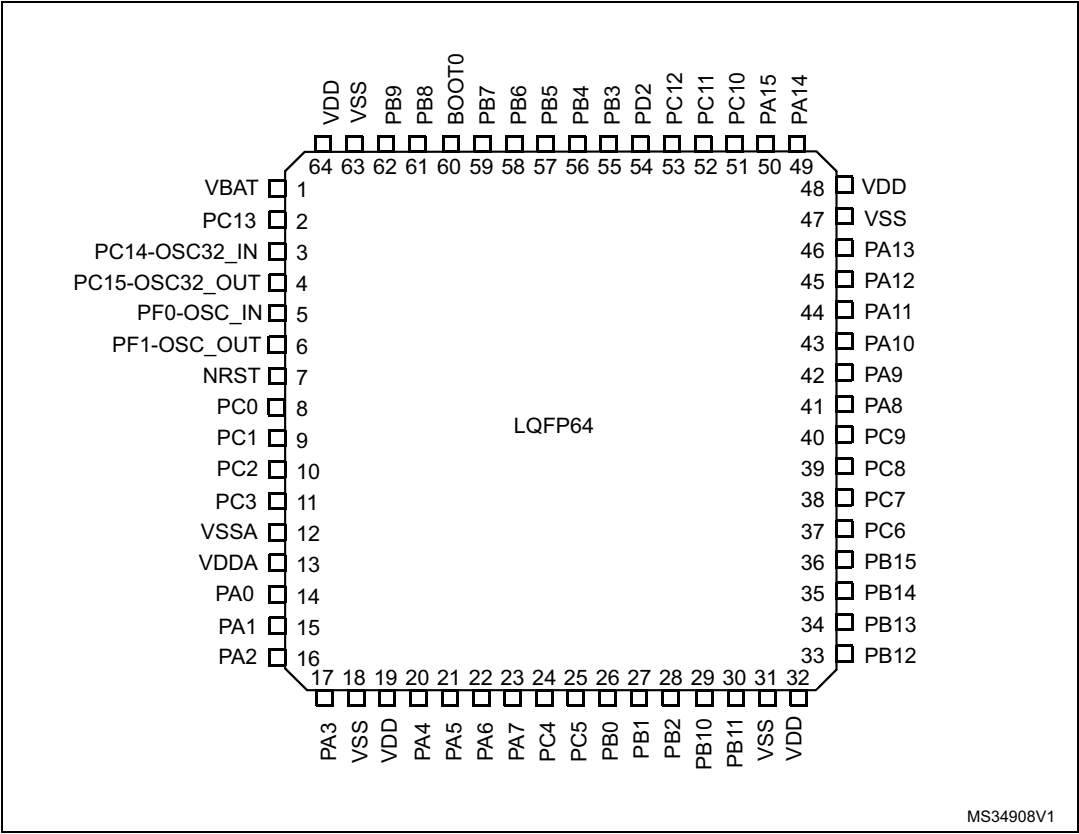 VDD VSS PB9 PB8 BOOT0 PB7 PB6 PB5 PB4 PB3 PD2 PC12 PC11 PC10 PA15 PA14
64 63 62 61 60 59 58 57 56 55 54 53 52 51 50 49
VBAT 1 48 VDD
PC13 2 47 VSS
PC14-OSC32_IN 3 46 PA13
PC15-OSC32_OUT 4 45 PA12
PF0-OSC_IN 5 44 PA11
PF1-OSC_OUT 6 43 PA10
NRST 7 42 PA9
PC0 8 41 PA8
LQFP64
PC1 9 40 PC9
PC2 10 39 PC8
PC3 11 38 PC7
VSSA 12 37 PC6
VDDA 13 36 PB15
PA0 14 35 PB14
PA1 15 34 PB13
PA2 16 33 PB12
17 18 19 20 21 22 23 24 25 26 27 28 29 30 31 32
PA3 VSS VDD PA4 PA5 PA6 PA7 PC4 PC5 PB0 PB1 PB2 PB10 PB11 VSS VDD
MS34908V1